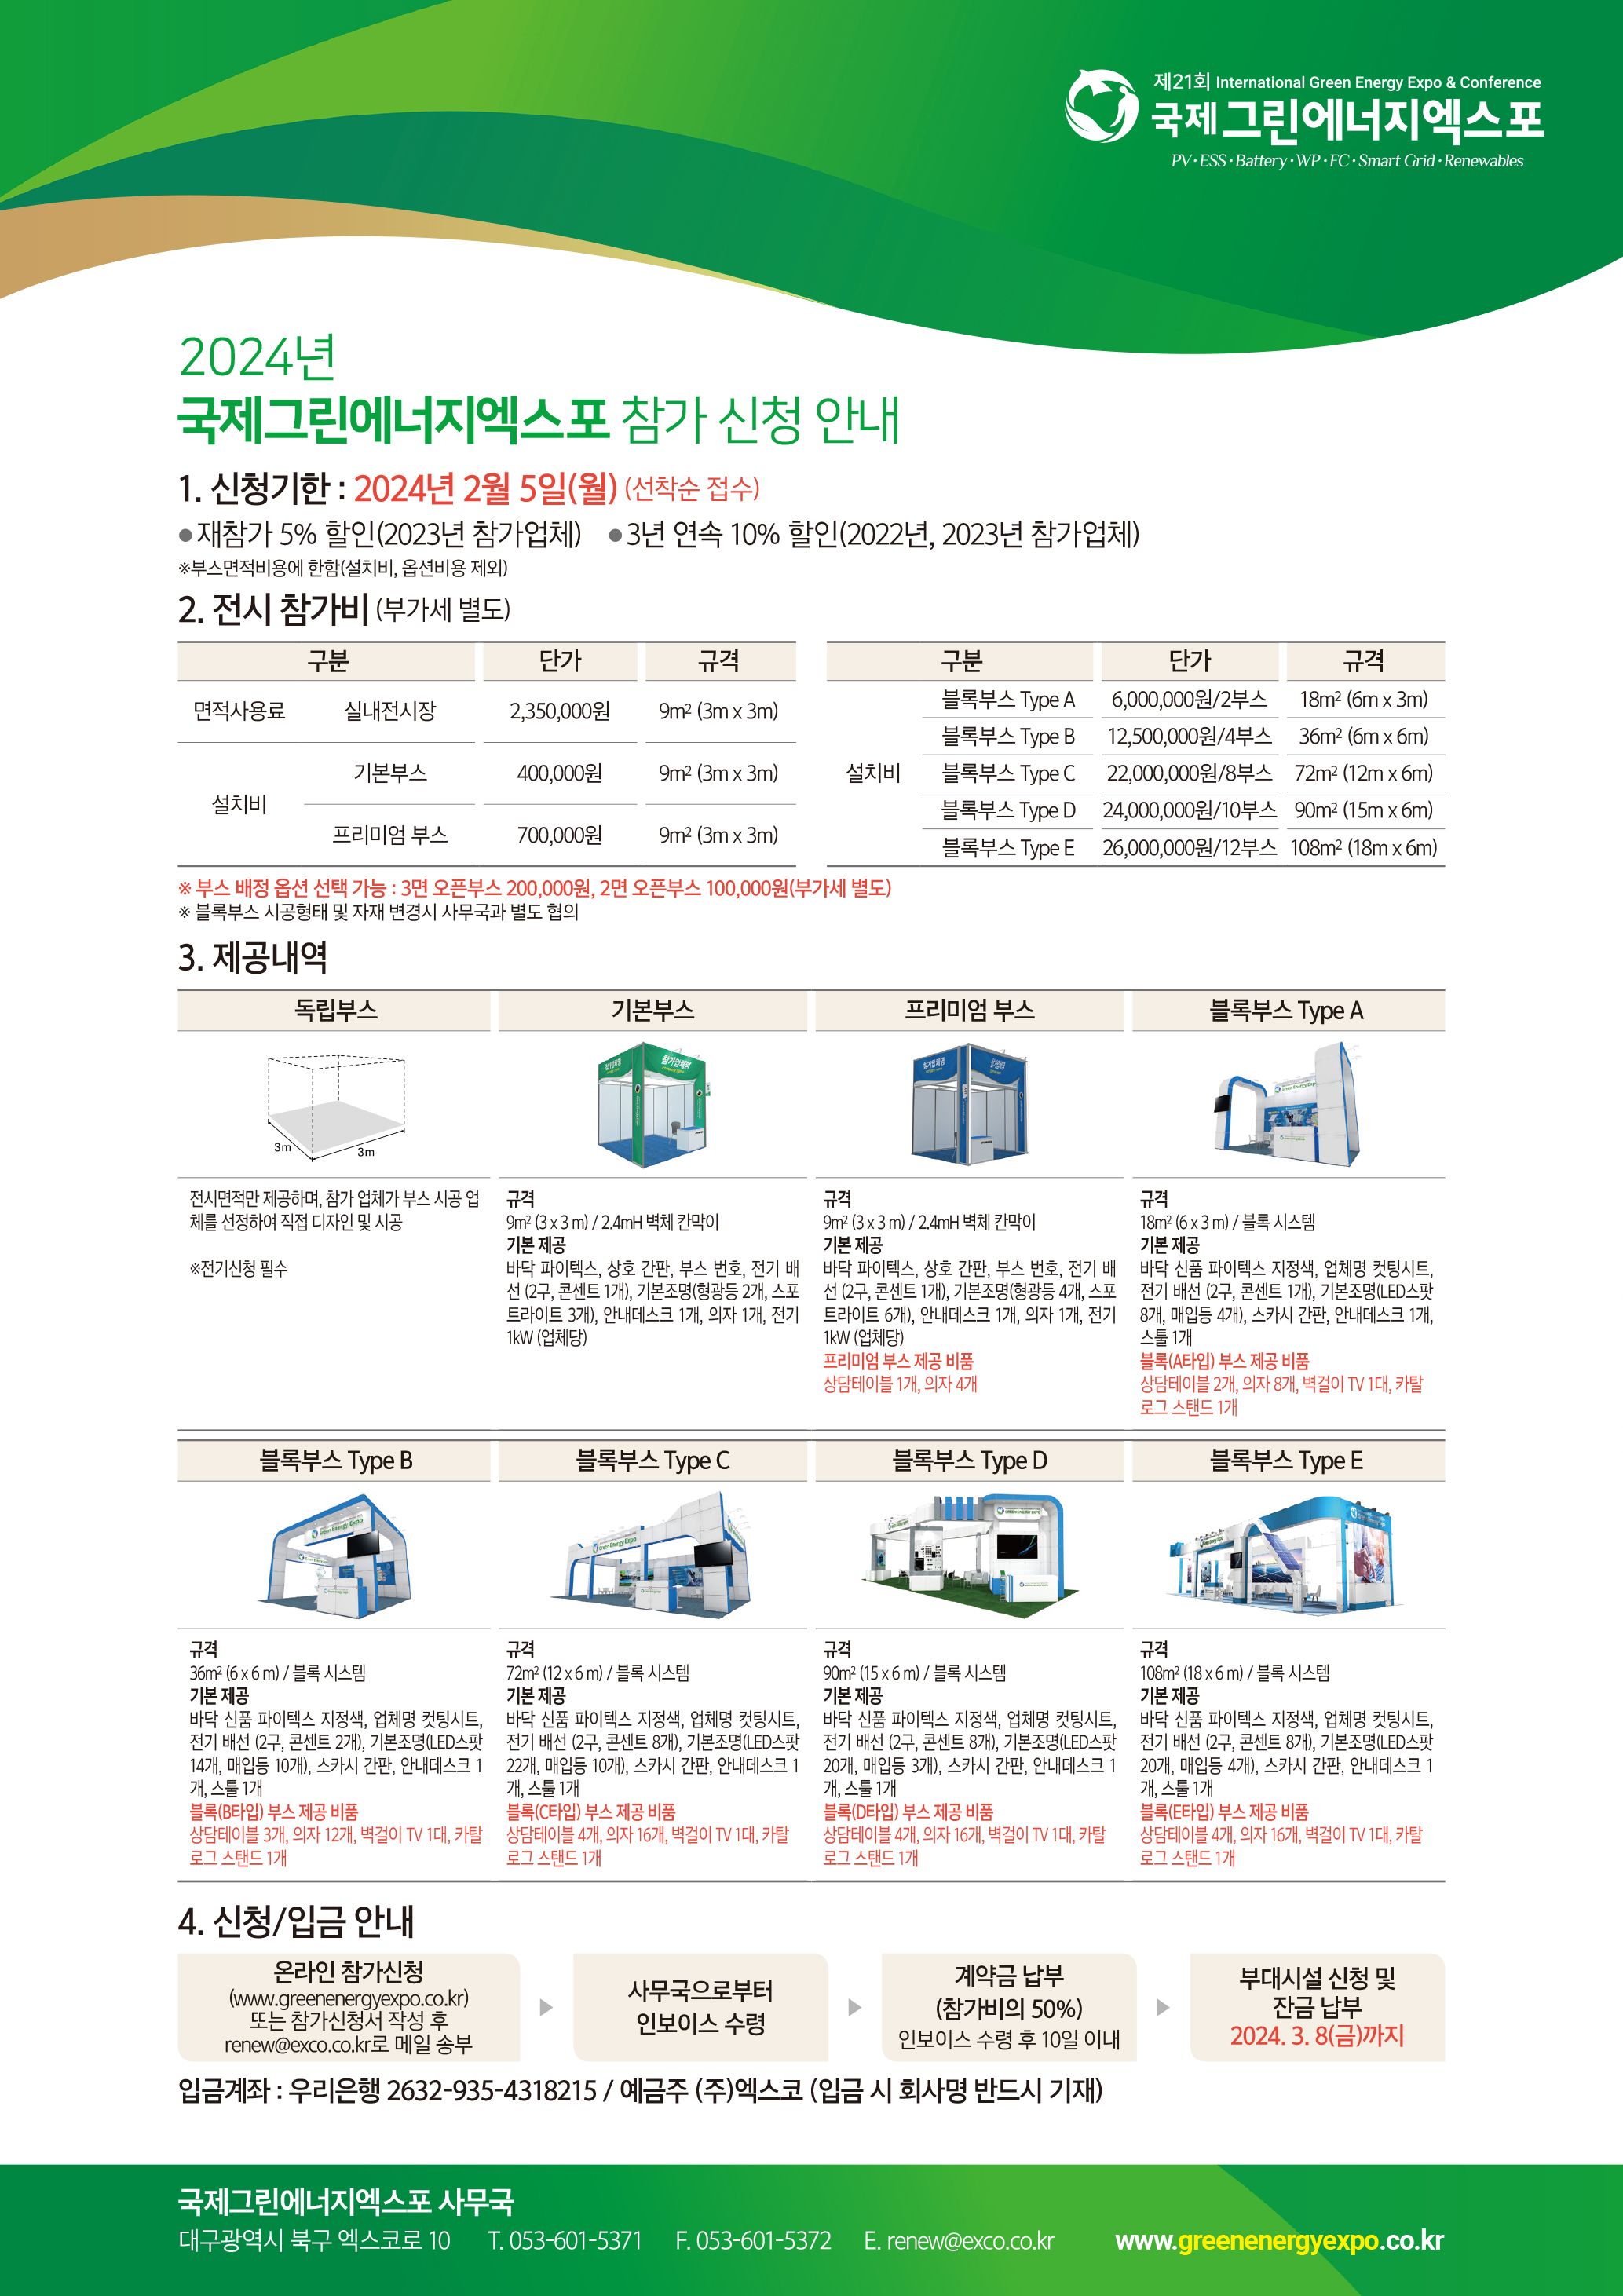 제21회 International Green Energy Expo & Conference
국제그린에너지엑스포
PV·ESS·Battery·WP·FC·Smart Grid·Renewables
2024년
국제그린에너지엑스포 참가 신청 안내
1. 신청기한 : 2024년 2월 5일(월) (선착순 접수)
● 재참가 5% 할인(2023년 참가업체) ● 3년 연속 10% 할인(2022년, 2023년 참가업체)
※부스면적비용에 한함(설치비, 옵션비용 제외)
2. 전시 참가비 (부가세 별도)
구분 단가 규격
면적사용료 실내전시장 2,350,000원 9m² (3m x 3m)
설치비
기본부스 400,000원 9m² (3m x 3m)
프리미엄 부스 700,000원 9m² (3m x 3m)
구분 단가 규격
설치비
블록부스 Type A 6,000,000원/2부스 18m² (6m x 3m)
블록부스 Type B 12,500,000원/4부스 36m² (6m x 6m)
블록부스 Type C 22,000,000원/8부스 72m² (12m x 6m)
블록부스 Type D 24,000,000원/10부스 90m² (15m x 6m)
블록부스 Type E 26,000,000원/12부스 108m² (18m x 6m)
※ 부스 배정 옵션 선택 가능 : 3면 오픈부스 200,000원, 2면 오픈부스 100,000원(부가세 별도)
※ 블록부스 시공형태 및 자재 변경시 사무국과 별도 협의
3. 제공내역
독립부스
3m
3m
전시면적만 제공하며, 참가 업체가 부스 시공 업
체를 선정하여 직접 디자인 및 시공
※전기신청 필수
기본부스
참가업체명
참가업체명
규격
9m² (3 x 3 m) / 2.4mH 벽체 칸막이
기본 제공
바닥 파이텍스, 상호 간판, 부스 번호, 전기 배
선 (2구, 콘센트 1개), 기본조명(형광등 2개, 스포
트라이트 3개), 안내데스크 1개, 의자 1개, 전기
1kW (업체당)
프리미엄 부스
참가업체명
규격
9m² (3 x 3 m) / 2.4mH 벽체 칸막이
기본 제공
바닥 파이텍스, 상호 간판, 부스 번호, 전기 배
선 (2구, 콘센트 1개), 기본조명(형광등 4개, 스포
트라이트 6개), 안내데스크 1개, 의자 1개, 전기
1kW (업체당)
프리미엄 부스 제공 비품
상담테이블 1개, 의자 4개
블록부스 Type A
Green Energy Expo
규격
18m² (6 x 3 m) / 블록 시스템
기본 제공
바닥 신품 파이텍스 지정색, 업체명 컷팅시트,
전기 배선 (2구, 콘센트 1개), 기본조명(LED스팟
8개, 매입등 4개), 스카시 간판, 안내데스크 1개,
스툴 1개
블록(A타입) 부스 제공 비품
상담테이블 2개, 의자 8개, 벽걸이 TV 1대, 카탈
로그 스탠드 1개
블록부스 Type B
Green Energy Expo
규격
36m² (6 x 6 m) / 블록 시스템
기본 제공
바닥 신품 파이텍스 지정색, 업체명 컷팅시트,
전기 배선 (2구, 콘센트 2개), 기본조명(LED스팟
14개, 매입등 10개), 스카시 간판, 안내데스크 1
개, 스툴 1개
블록(B타입) 부스 제공 비품
상담테이블 3개, 의자 12개, 벽걸이 TV 1대, 카탈
로그 스탠드 1개
블록부스 Type C
Green Energy Expo
규격
72m² (12 x 6 m) / 블록 시스템
기본 제공
바닥 신품 파이텍스 지정색, 업체명 컷팅시트,
전기 배선 (2구, 콘센트 8개), 기본조명(LED스팟
22개, 매입등 10개), 스카시 간판, 안내데스크 1
개, 스툴 1개
블록(C타입) 부스 제공 비품
상담테이블 4개, 의자 16개, 벽걸이 TV 1대, 카탈
로그 스탠드 1개
블록부스 Type D
GREEN ENERGY EXPO
규격
90m² (15 x 6 m) / 블록 시스템
기본 제공
바닥 신품 파이텍스 지정색, 업체명 컷팅시트,
전기 배선 (2구, 콘센트 8개), 기본조명(LED스팟
20개, 매입등 3개), 스카시 간판, 안내데스크 1
개, 스툴 1개
블록(D타입) 부스 제공 비품
상담테이블 4개, 의자 16개, 벽걸이 TV 1대, 카탈
로그 스탠드 1개
블록부스 Type E
규격
108m² (18 x 6 m) / 블록 시스템
기본 제공
바닥 신품 파이텍스 지정색, 업체명 컷팅시트,
전기 배선 (2구, 콘센트 8개), 기본조명(LED스팟
20개, 매입등 4개), 스카시 간판, 안내데스크 1
개, 스툴 1개
블록(E타입) 부스 제공 비품
상담테이블 4개, 의자 16개, 벽걸이 TV 1대, 카탈
로그 스탠드 1개
4. 신청/입금 안내
온라인 참가신청
(www.greenenergyexpo.co.kr)
또는 참가신청서 작성 후
renew@exco.co.kr로 메일 송부
사무국으로부터
인보이스 수령
계약금 납부
(참가비의 50%)
인보이스 수령 후 10일 이내
부대시설 신청 및
잔금 납부
2024. 3. 8(금)까지
입금계좌 : 우리은행 2632-935-4318215 / 예금주 (주)엑스코 (입금 시 회사명 반드시 기재)
국제그린에너지엑스포 사무국
대구광역시 북구 엑스코로 10 T. 053-601-5371 F. 053-601-5372 E. renew@exco.co.kr www.greenenergyexpo.co.kr